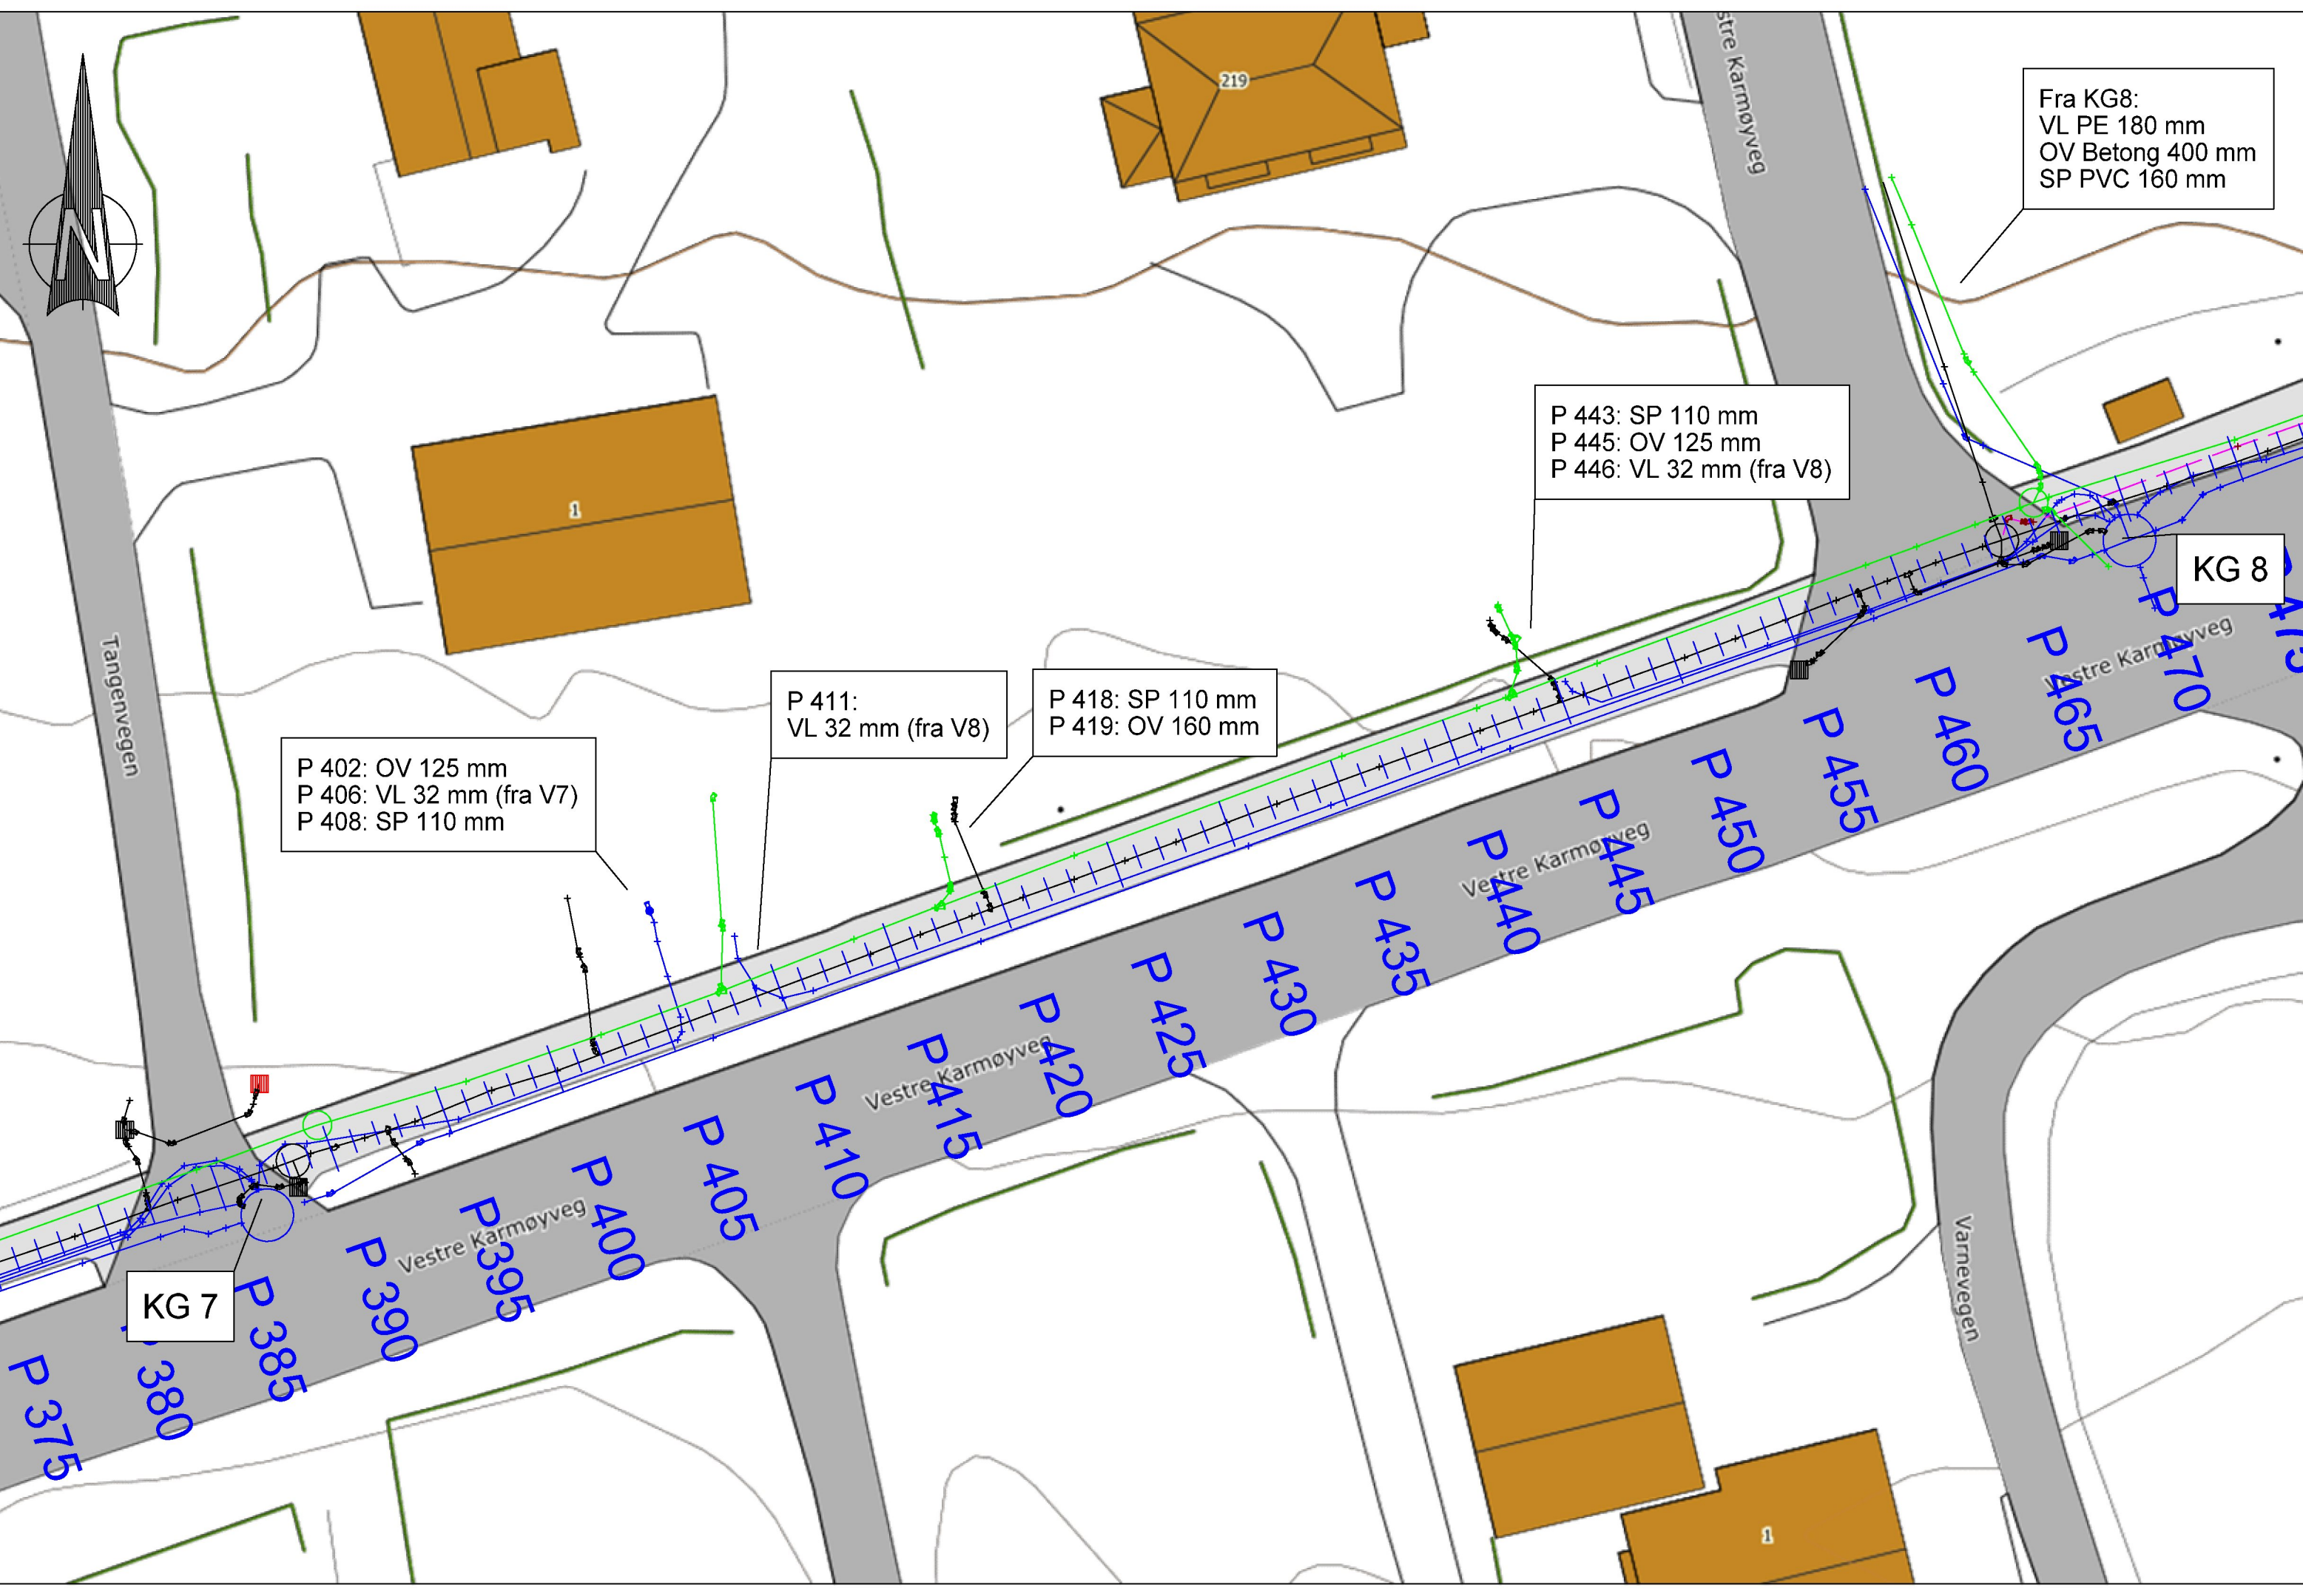 N
219
Vestre Karmøyveg
Fra KG8:
VL PE 180 mm
OV Betong 400 mm
SP PVC 160 mm
P 443: SP 110 mm
P 445: OV 125 mm
P 446: VL 32 mm (fra V8)
1
KG 8
Tangenvegen
P 411:
VL 32 mm (fra V8)
P 418: SP 110 mm
P 419: OV 160 mm
P 402: OV 125 mm
P 406: VL 32 mm (fra V7)
P 408: SP 110 mm
KG 7
P 375
380
P 385
P 390
P 395
P 400
P 405
P 410
P 415
P 420
P 425
P 430
P 435
P 440
P 445
P 450
P 455
P 460
P 465
P 470
Vestre Karmøyveg
Vestre Karmøyveg
Vestre Karmøyveg
Vestre Karmøyveg
Varnevegen
1